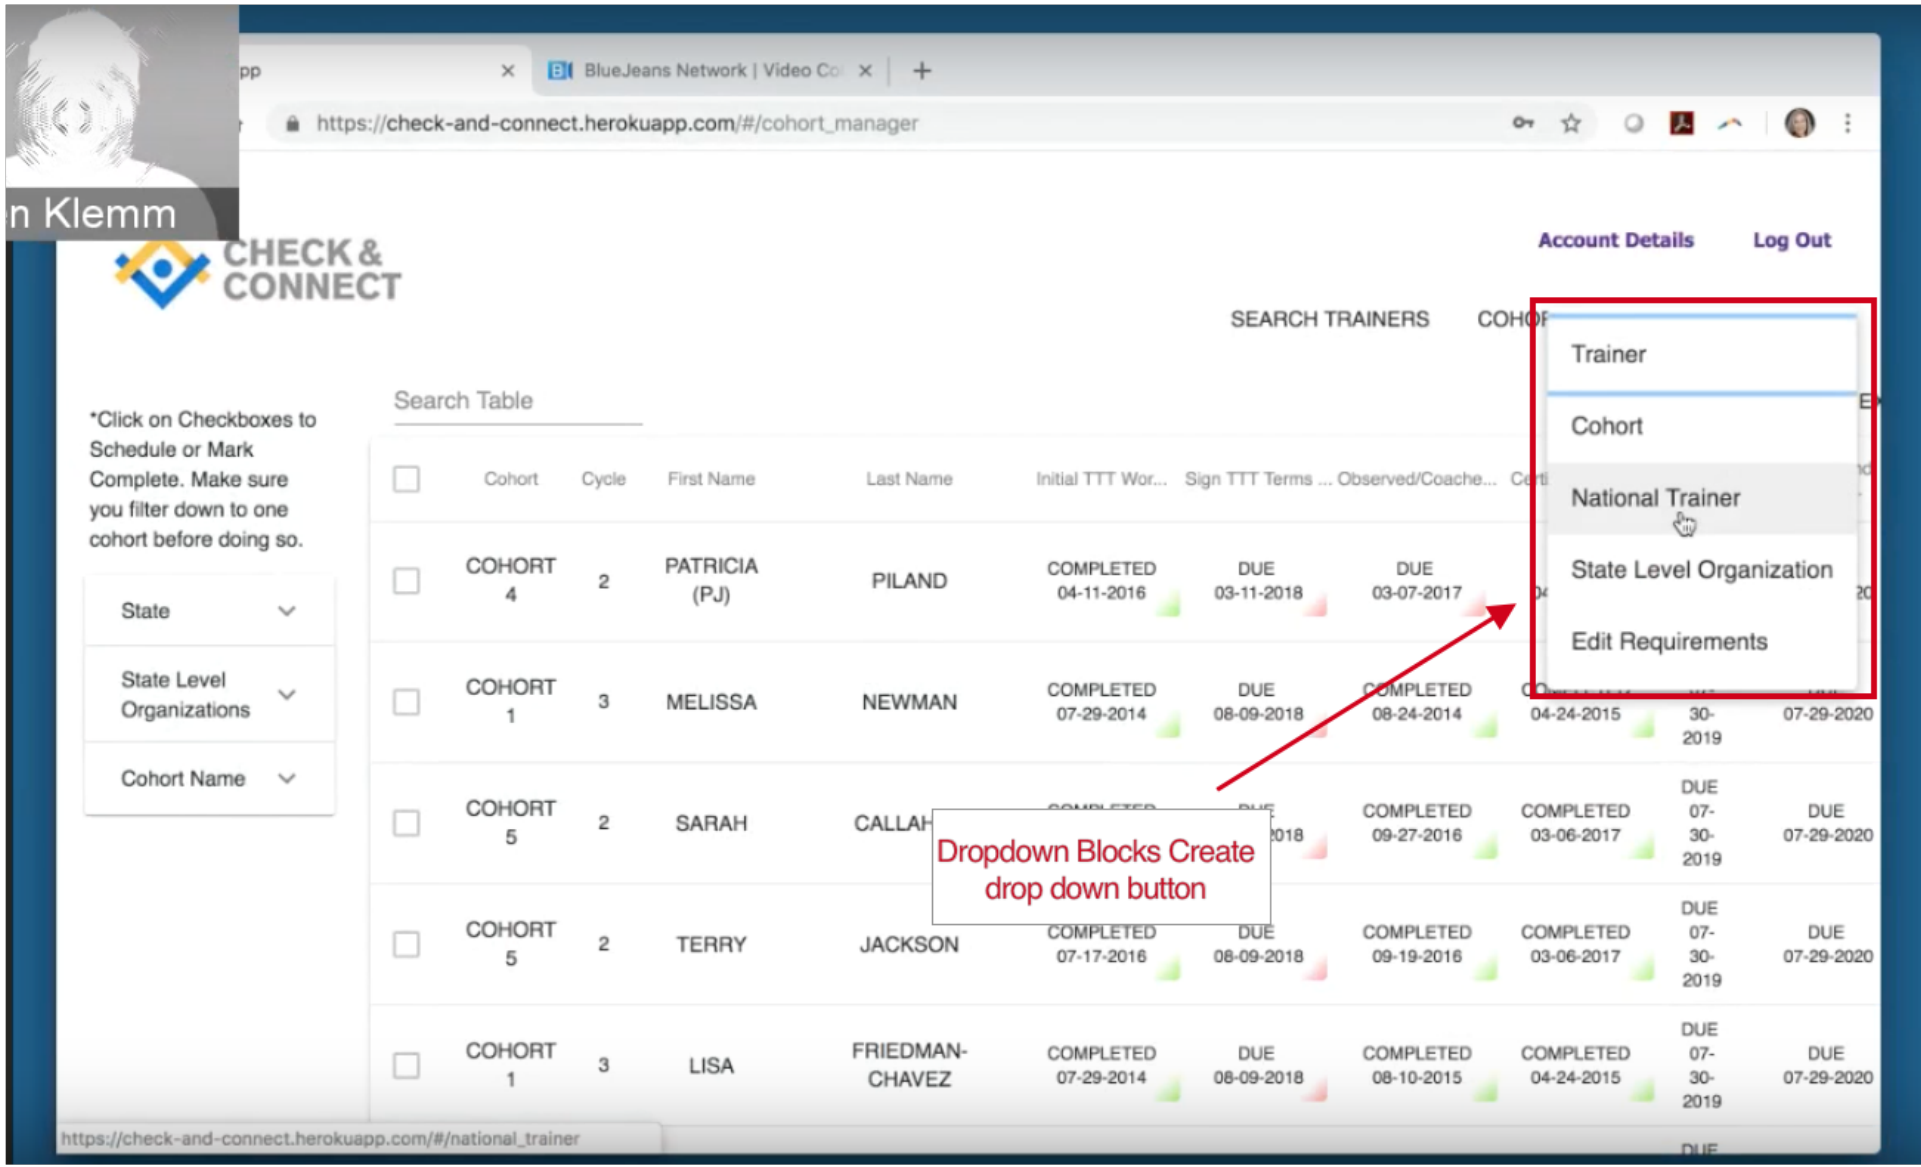 pp
BlueJeans Network | Video Co
https://check-and-connect.herokuapp.com/#/cohort_manager
n Klemm
CHECK &
CONNECT
Account Details
Log Out
SEARCH TRAINERS
COHOR
Trainer
Cohort
National Trainer
State Level Organization
Edit Requirements
Search Table
*Click on Checkboxes to
Schedule or Mark
Complete. Make sure
you filter down to one
cohort before doing so.
State
State Level
Organizations
Cohort Name
Cohort Cycle First Name Last Name Initial TTT Wor... Sign TTT Terms ... Observed/Coache... Certi
COHORT 4 2 PATRICIA (PJ) PILAND COMPLETED 04-11-2016 DUE 03-11-2018 DUE 03-07-2017
COHORT 1 3 MELISSA NEWMAN COMPLETED 07-29-2014 DUE 08-09-2018 COMPLETED 08-24-2014 04-24-2015 30-2019 07-29-2020
COHORT 5 2 SARAH CALLAH 2018 COMPLETED 09-27-2016 COMPLETED 03-06-2017 DUE 07-30-2019 DUE 07-29-2020
Dropdown Blocks Create
drop down button
COHORT 5 2 TERRY JACKSON COMPLETED 07-17-2016 DUE 08-09-2018 COMPLETED 09-19-2016 COMPLETED 03-06-2017 DUE 07-30-2019 DUE 07-29-2020
COHORT 1 3 LISA FRIEDMAN-CHAVEZ COMPLETED 07-29-2014 DUE 08-09-2018 COMPLETED 08-10-2015 COMPLETED 04-24-2015 DUE 07-30-2019 DUE 07-29-2020
https://check-and-connect.herokuapp.com/#/national_trainer